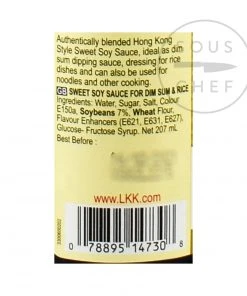 SOUS
CHEF
Authentically blended Hong Kong
Style Sweet Soy Sauce, ideal as dim
sum dipping sauce, dressing for rice
dishes and can also be used for
noodles and other cooking.
GB SWEET SOY SAUCE FOR DIM SUM & RICE
Ingredients: Water, Sugar, Salt, Colour
E150a, Soybeans 7%, Wheat Flour,
Flavour Enhancers (E621, E631, E627),
Glucose- Fructose Syrup. Net 207 mL
Best Before :
www.LKK.com
0 78895 14730 5